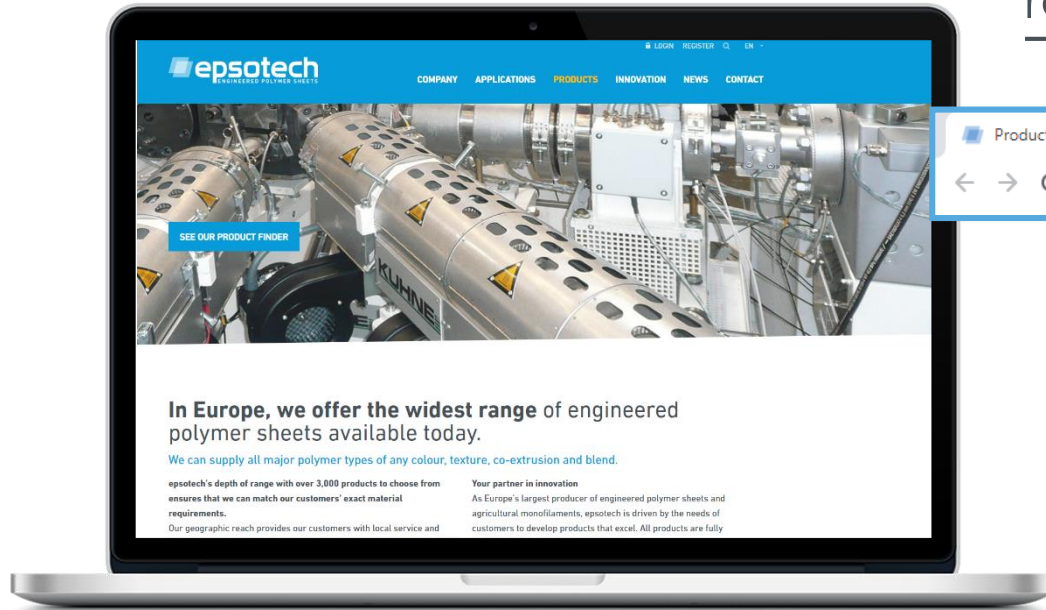 LOGIN REGISTER EN
epsotech
ENGINEERED POLYMER SHEETS
COMPANY APPLICATIONS PRODUCTS INNOVATION NEWS CONTACT
Product
SEE OUR PRODUCT FINDER
KUHNE
In Europe, we offer the widest range of engineered
polymer sheets available today.
We can supply all major polymer types of any colour, texture, co-extrusion and blend.
epsotech's depth of range with over 3,000 products to choose from
ensures that we can match our customers' exact material
requirements.
Our geographic reach provides our customers with local service and
Your partner in innovation
As Europe's largest producer of engineered polymer sheets and
agricultural monofilaments, epsotech is driven by the needs of
customers to develop products that excel. All products are fully